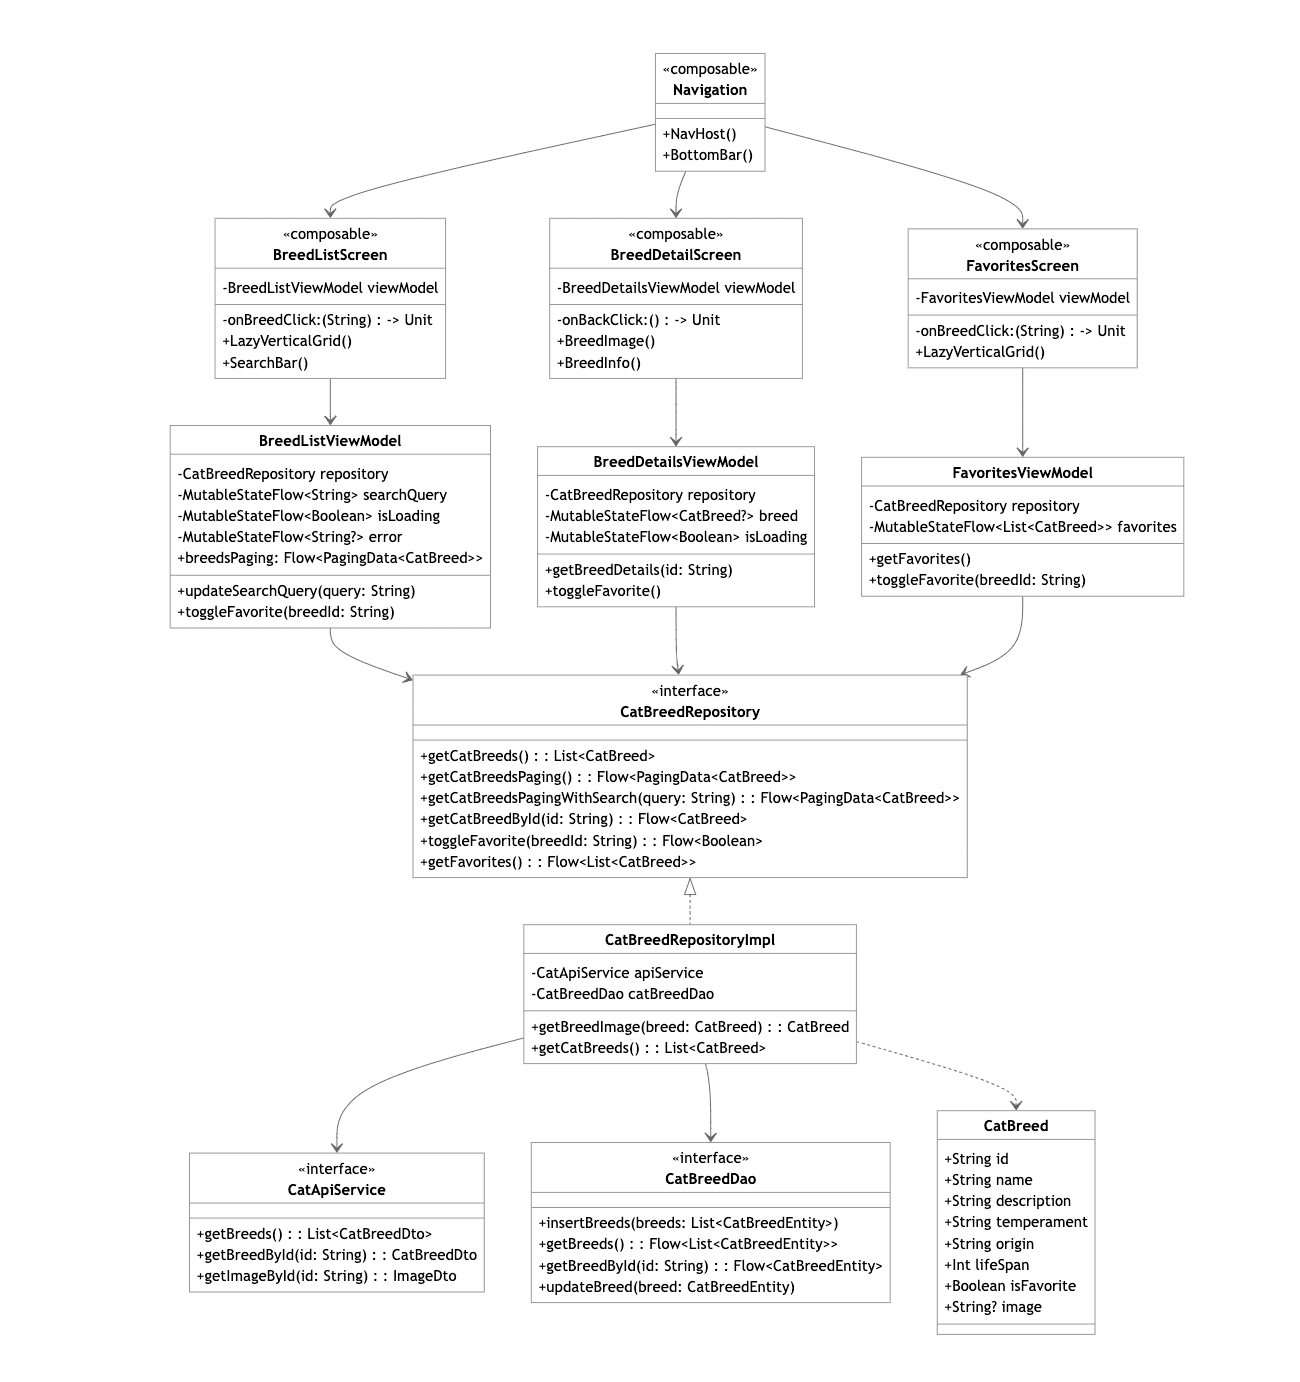 «composable»
Navigation
+NavHost()
+BottomBar()
«composable»
BreedListScreen
-BreedListViewModel viewModel
-onBreedClick:(String) : -> Unit
+LazyVerticalGrid()
+SearchBar()
«composable»
BreedDetailScreen
-BreedDetailsViewModel viewModel
-onBackClick:() : -> Unit
+BreedImage()
+BreedInfo()
«composable»
FavoritesScreen
-FavoritesViewModel viewModel
-onBreedClick:(String) : -> Unit
+LazyVerticalGrid()
BreedListViewModel
-CatBreedRepository repository
-MutableStateFlow<String> searchQuery
-MutableStateFlow<Boolean> isLoading
-MutableStateFlow<String?> error
+breedsPaging: Flow<PagingData<CatBreed>>
+updateSearchQuery(query: String)
+toggleFavorite(breedId: String)
BreedDetailsViewModel
-CatBreedRepository repository
-MutableStateFlow<CatBreed?> breed
-MutableStateFlow<Boolean> isLoading
+getBreedDetails(id: String)
+toggleFavorite()
FavoritesViewModel
-CatBreedRepository repository
-MutableStateFlow<List<CatBreed>> favorites
+getFavorites()
+toggleFavorite(breedId: String)
«interface»
CatBreedRepository
+getCatBreeds() : : List<CatBreed>
+getCatBreedsPaging() : : Flow<PagingData<CatBreed>>
+getCatBreedsPagingWithSearch(query: String) : : Flow<PagingData<CatBreed>>
+getCatBreedById(id: String) : : Flow<CatBreed>
+toggleFavorite(breedId: String) : : Flow<Boolean>
+getFavorites() : : Flow<List<CatBreed>>
CatBreedRepositoryImpl
-CatApiService apiService
-CatBreedDao catBreedDao
+getBreedImage(breed: CatBreed) : : CatBreed
+getCatBreeds() : : List<CatBreed>
«interface»
CatApiService
+getBreeds() : : List<CatBreedDto>
+getBreedById(id: String) : : CatBreedDto
+getImageById(id: String) : : ImageDto
«interface»
CatBreedDao
+insertBreeds(breeds: List<CatBreedEntity>)
+getBreeds() : : Flow<List<CatBreedEntity>>
+getBreedById(id: String) : : Flow<CatBreedEntity>
+updateBreed(breed: CatBreedEntity)
CatBreed
+String id
+String name
+String description
+String temperament
+String origin
+Int lifeSpan
+Boolean isFavorite
+String? image